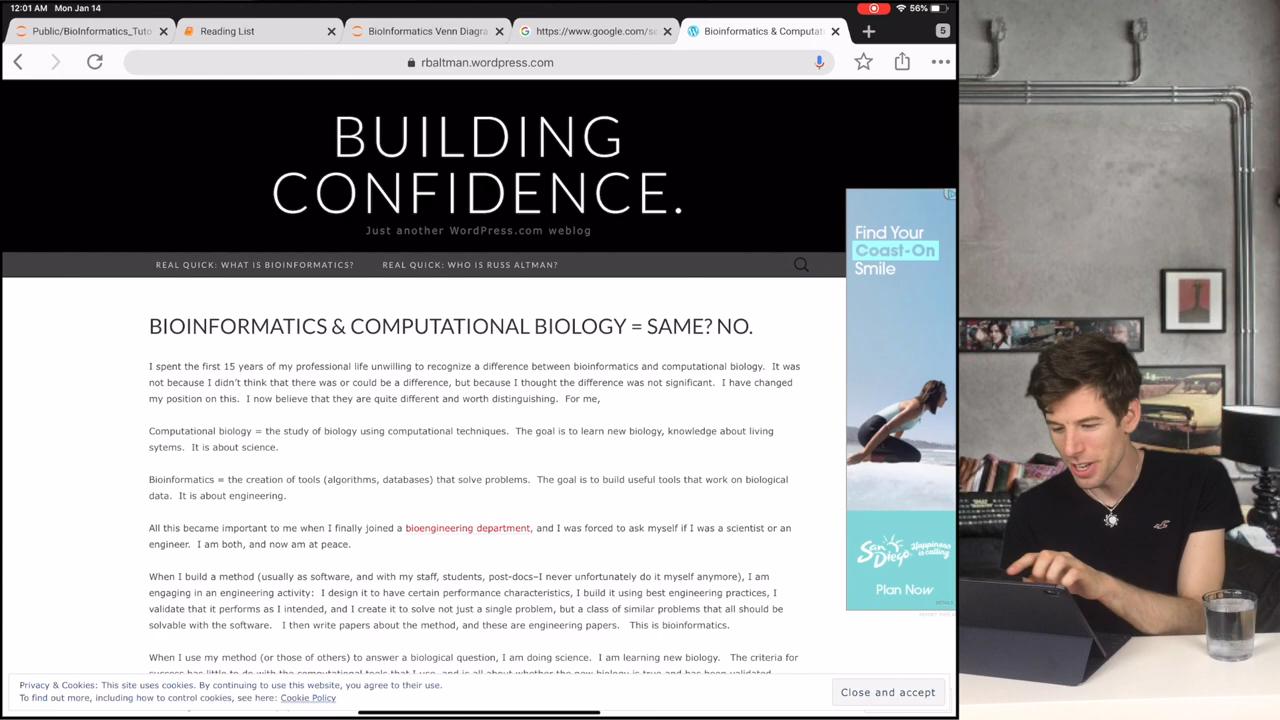 12:01 AM Mon Jan 14
56%
Public/BioInformatics_Tuto
Reading List
BioInformatics Venn Diagra
https://www.google.com/se
Bioinformatics & Computat
5
rbaltman.wordpress.com
BUILDING
CONFIDENCE.
Just another WordPress.com weblog
REAL QUICK: WHAT IS BIOINFORMATICS? REAL QUICK: WHO IS RUSS ALTMAN?
BIOINFORMATICS & COMPUTATIONAL BIOLOGY = SAME? NO.
I spent the first 15 years of my professional life unwilling to recognize a difference between bioinformatics and computational biology. It was
not because I didn't think that there was or could be a difference, but because I thought the difference was not significant. I have changed
my position on this. I now believe that they are quite different and worth distinguishing. For me,
Computational biology = the study of biology using computational techniques. The goal is to learn new biology, knowledge about living
sytems. It is about science.
Bioinformatics = the creation of tools (algorithms, databases) that solve problems. The goal is to build useful tools that work on biological
data. It is about engineering.
All this became important to me when I finally joined a bioengineering department, and I was forced to ask myself if I was a scientist or an
engineer. I am both, and now am at peace.
When I build a method (usually as software, and with my staff, students, post-docs–I never unfortunately do it myself anymore), I am
engaging in an engineering activity: I design it to have certain performance characteristics, I build it using best engineering practices, I
validate that it performs as I intended, and I create it to solve not just a single problem, but a class of similar problems that all should be
solvable with the software. I then write papers about the method, and these are engineering papers. This is bioinformatics.
When I use my method (or those of others) to answer a biological question, I am doing science. I am learning new biology. The criteria for
Privacy & Cookies: This site uses cookies. By continuing to use this website, you agree to their use.
To find out more, including how to control cookies, see here: Cookie Policy
Close and accept
Find Your
Coast-On
Smile
San Diego
Happiness
is calling
Plan Now
DETAILS